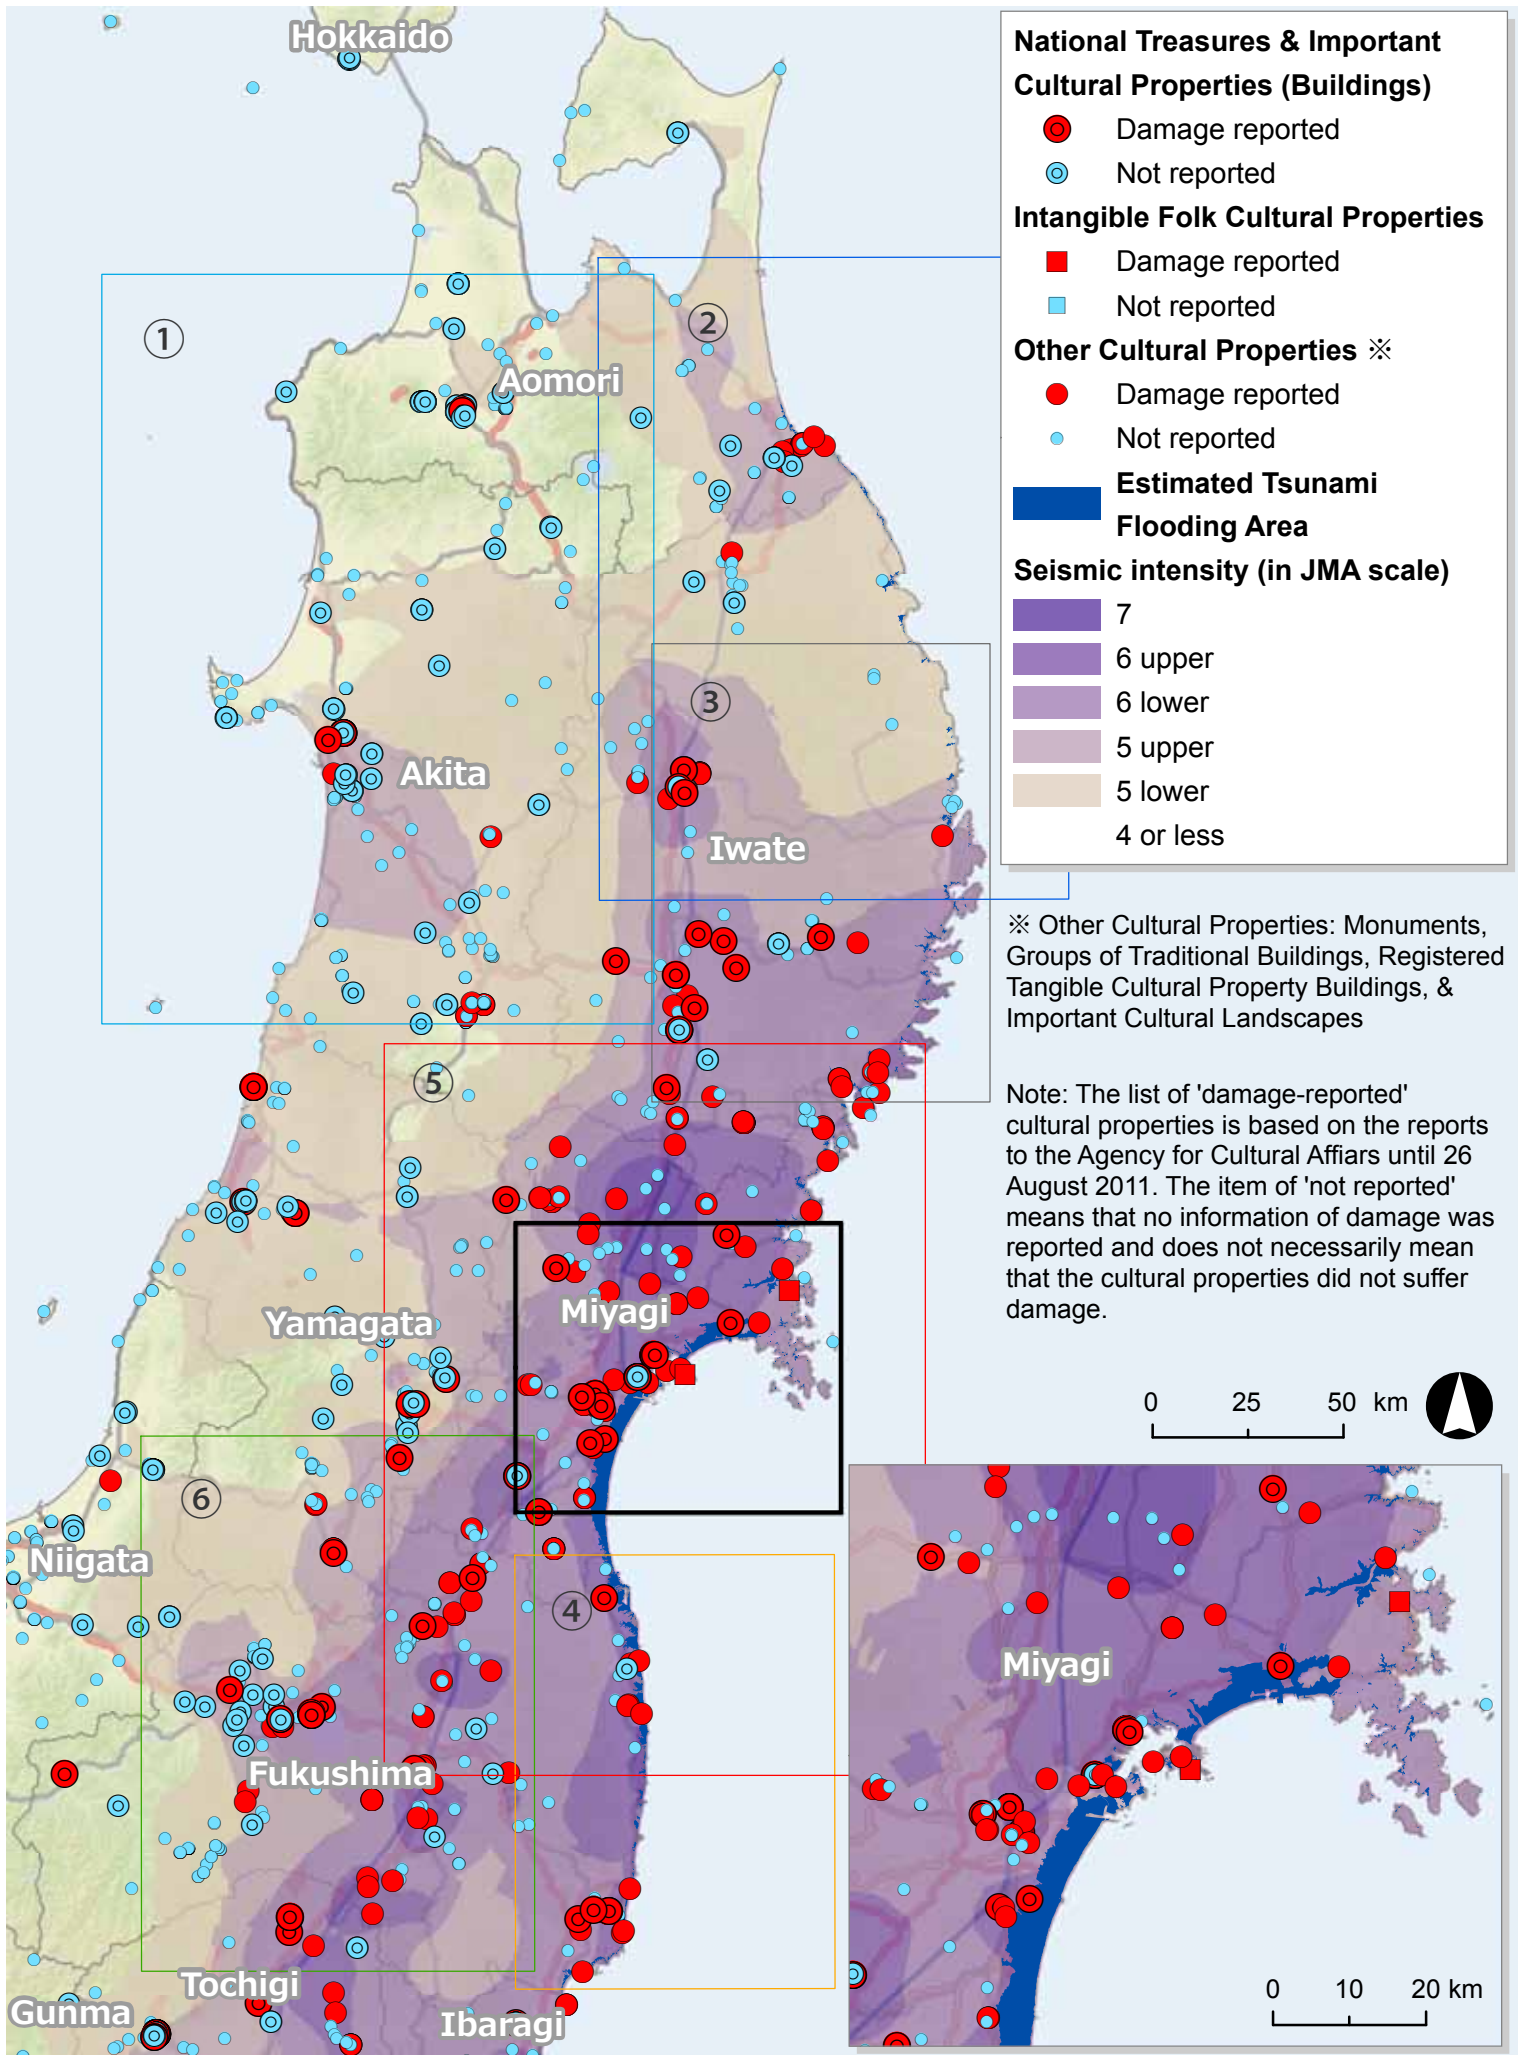 Hokkaido
National Treasures & Important
Cultural Properties (Buildings)
Damage reported
Not reported
Intangible Folk Cultural Properties
Damage reported
Not reported
Other Cultural Properties ※
Damage reported
Not reported
Estimated Tsunami
Flooding Area
Seismic intensity (in JMA scale)
7
6 upper
6 lower
5 upper
5 lower
4 or less
①
②
Aomori
③
Akita
Iwate
※ Other Cultural Properties: Monuments,
Groups of Traditional Buildings, Registered
Tangible Cultural Property Buildings, &
Important Cultural Landscapes
⑤
Note: The list of 'damage-reported'
cultural properties is based on the reports
to the Agency for Cultural Affiars until 26
August 2011. The item of 'not reported'
means that no information of damage was
reported and does not necessarily mean
that the cultural properties did not suffer
damage.
Yamagata
Miyagi
0 25 50 km
⑥
Niigata
④
Miyagi
Fukushima
Tochigi
Gunma
Ibaragi
0 10 20 km